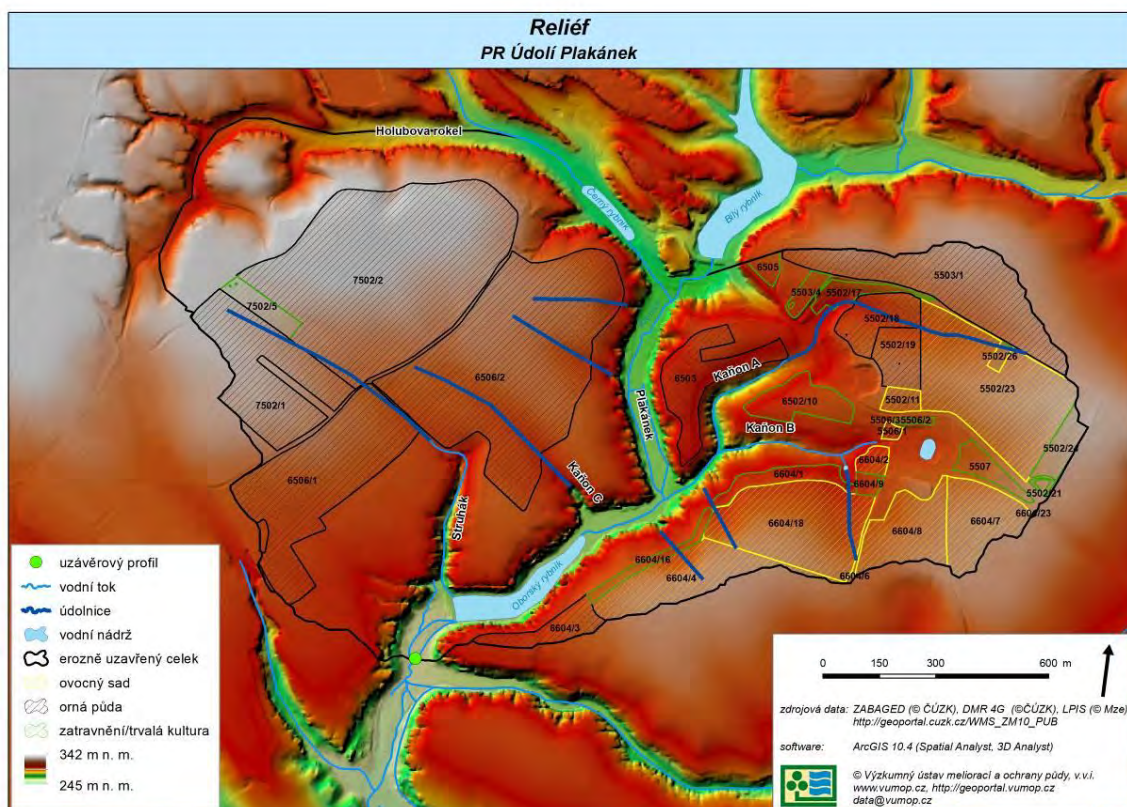 Reliéf
PR Údolí Plakánek
Holubova rokel
Černý rybník
Bílý rybník
6505
5503/1
5503/4
5502/17
7502/2
7502/5
5502/18
5502/19
5502/26
5502/23
6503
Kaňon A
6506/2
7502/1
Plakánek
6502/10
5502/11
5506/2
5506/1
Kaňon B
5502/24
6604/2
5507
6604/1
6604/9
5502/21
6604/23
Kaňon C
6506/1
Struhák
6604/18
6604/8
6604/7
6604/16
6604/4
6604/6
Oborský rybník
6604/3
uzávěrový profil
vodní tok
údolnice
vodní nádrž
erozně uzavřený celek
ovocný sad
orná půda
zatravnění/trvalá kultura
342 m n. m.
245 m n. m.
0 150 300 600 m
zdrojová data: ZABAGED (© ČÚZK), DMR 4G (©ČÚZK), LPIS (© Mze)
http://geoportal.cuzk.cz/WMS_ZM10_PUB
software: ArcGIS 10.4 (Spatial Analyst, 3D Analyst)
© Výzkumný ústav meliorací a ochrany půdy, v.v.i.
www.vumop.cz, http://geoportal.vumop.cz
data@vumop.cz